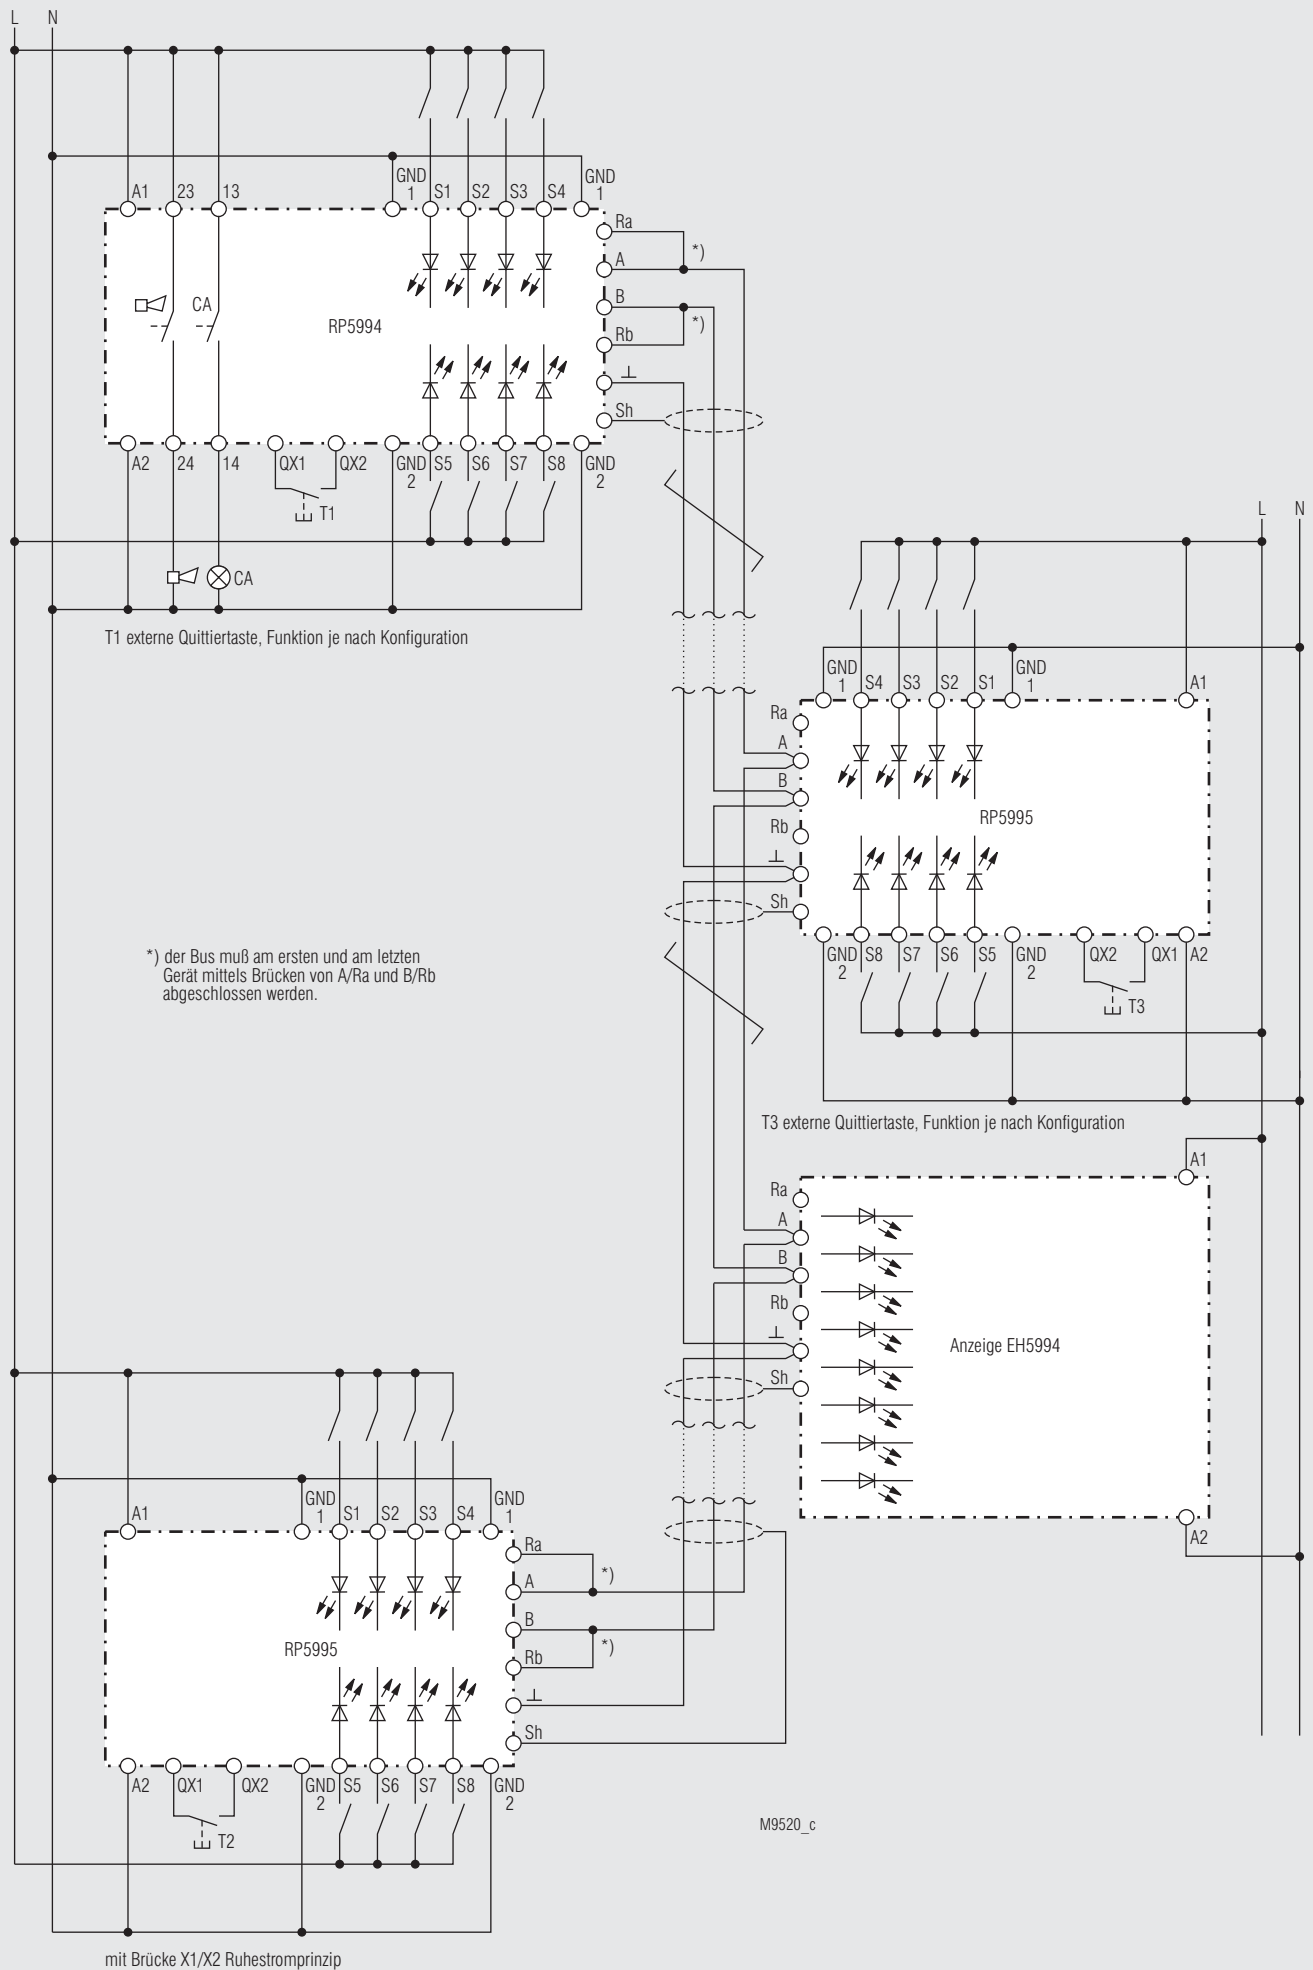 L N
GND 1 S1 S2 S3 S4 GND 1
A1 23 13
Ra
*)
A
CA
B
RP5994
*)
Rb
⊥
Sh
A2 24 14 QX1 QX2 GND 2 S5 S6 S7 S8 GND 2
T1
CA
T1 externe Quittiertaste, Funktion je nach Konfiguration
L N
GND 1 S4 S3 S2 S1 GND 1 A1
Ra
A
B
RP5995
Rb
⊥
Sh
GND 2 S8 S7 S6 S5 GND 2 QX2 QX1 A2
T3
*) der Bus muß am ersten und am letzten
Gerät mittels Brücken von A/Ra und B/Rb
abgeschlossen werden.
T3 externe Quittiertaste, Funktion je nach Konfiguration
A1
Ra
A
B
Rb
⊥
Anzeige EH5994
Sh
A2
A1 GND 1 S1 S2 S3 S4 GND 1
Ra
*)
A
B
RP5995
*)
Rb
⊥
Sh
A2 QX1 QX2 GND 2 S5 S6 S7 S8 GND 2
T2
M9520_c
mit Brücke X1/X2 Ruhestromprinzip